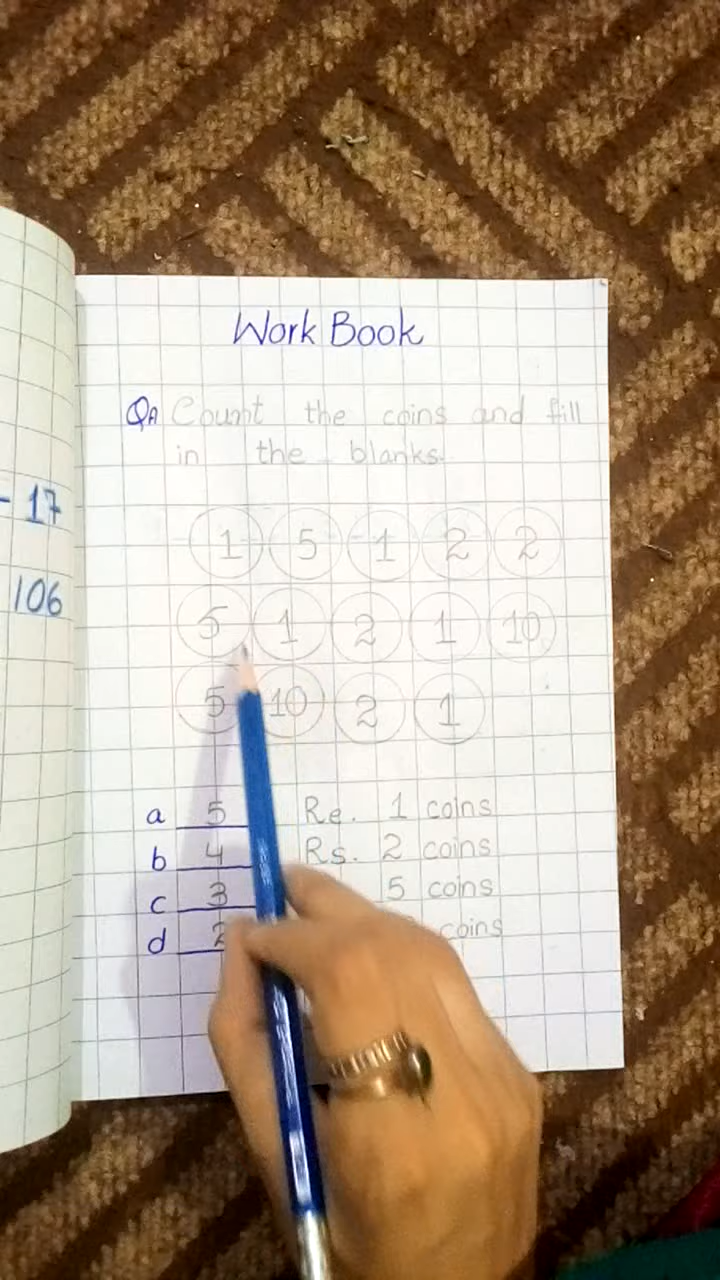 Work Book
QA Count the coins and fill
in the blanks.
1 5 1 2 2
5 1 2 1 10
5 10 2 1
a 5 Re. 1 coins
b 4 Rs. 2 coins
c 3 5 coins
d 2 coins
- 17
106